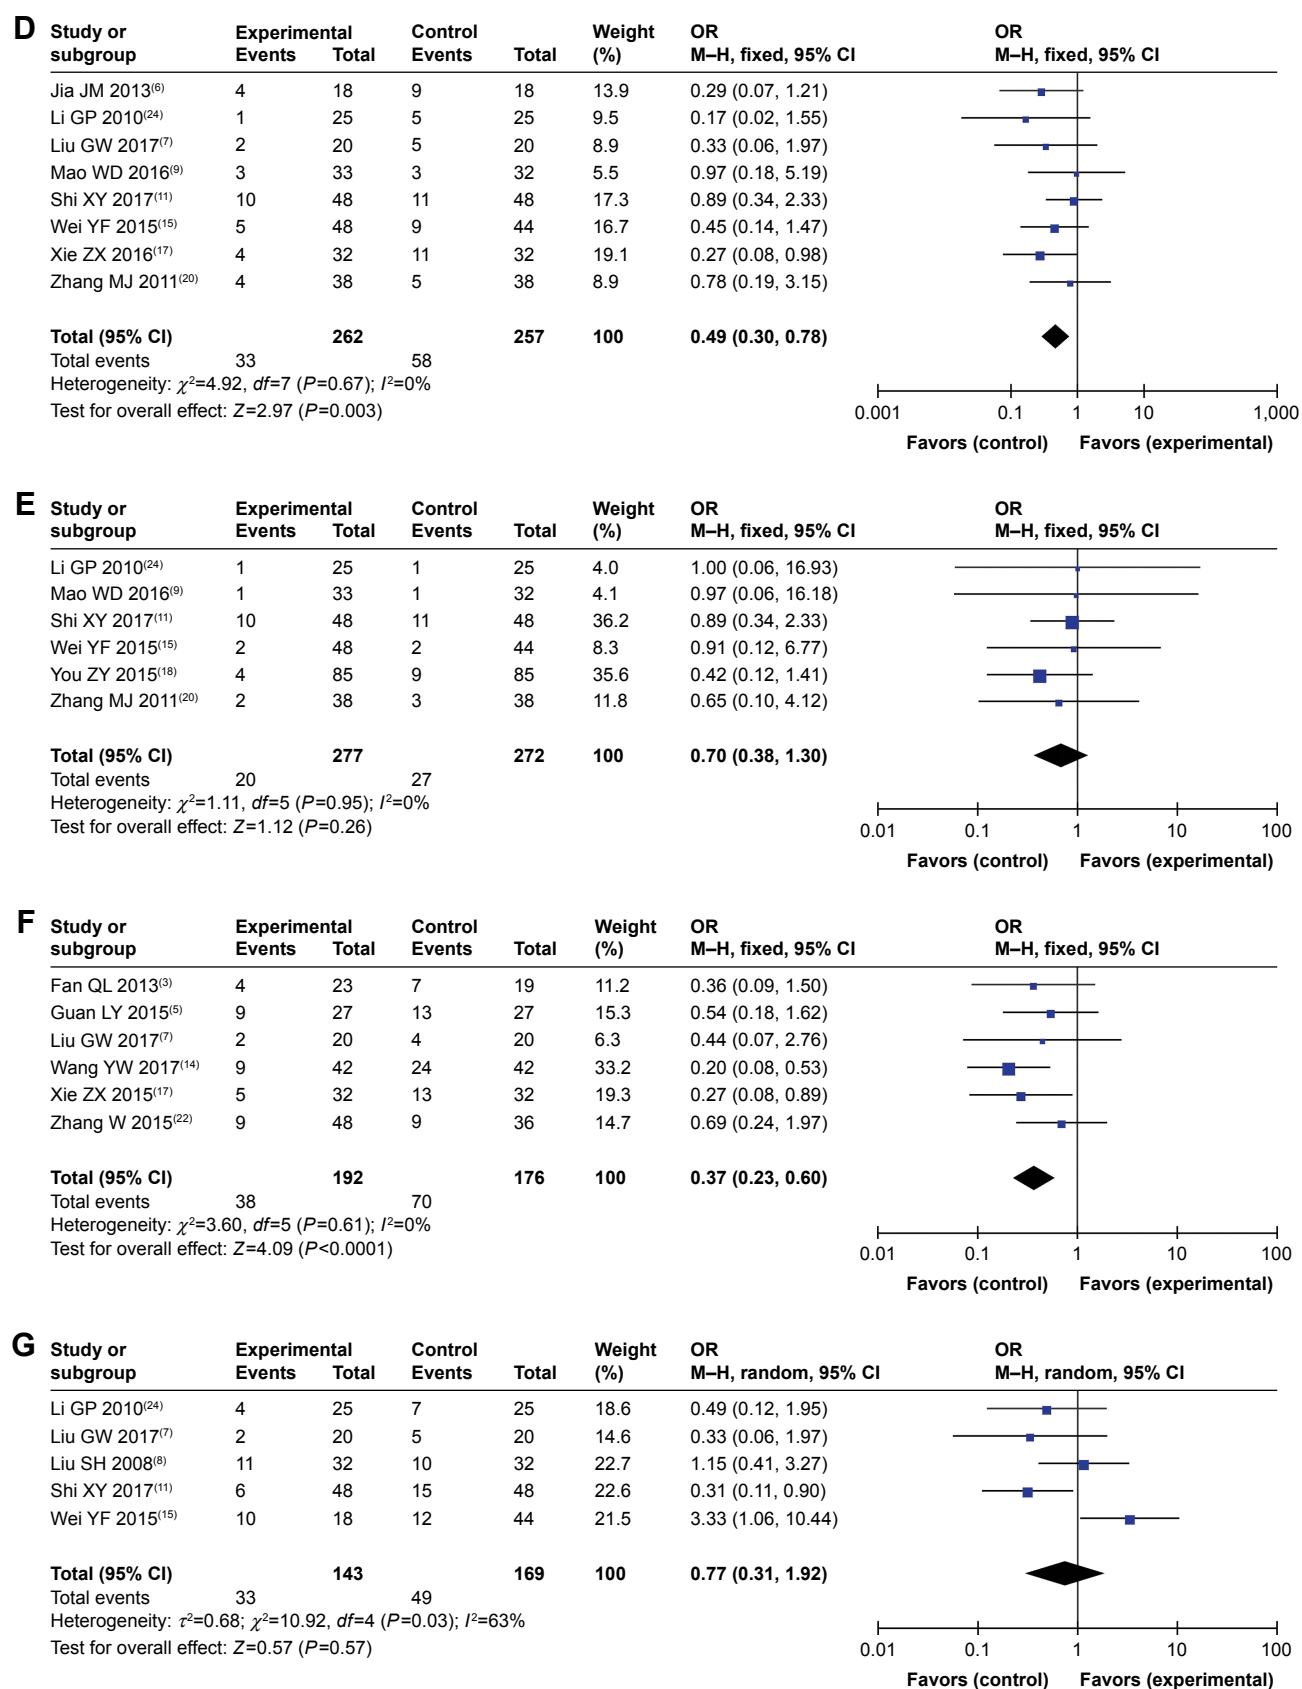 D Study or Experimental Control Weight OR OR
subgroup Events Total Events Total (%) M–H, fixed, 95% CI M–H, fixed, 95% CI
Jia JM 2013(6) 4 18 9 18 13.9 0.29 (0.07, 1.21)
Li GP 2010(24) 1 25 5 25 9.5 0.17 (0.02, 1.55)
Liu GW 2017(7) 2 20 5 20 8.9 0.33 (0.06, 1.97)
Mao WD 2016(9) 3 33 3 32 5.5 0.97 (0.18, 5.19)
Shi XY 2017(11) 10 48 11 48 17.3 0.89 (0.34, 2.33)
Wei YF 2015(15) 5 48 9 44 16.7 0.45 (0.14, 1.47)
Xie ZX 2016(17) 4 32 11 32 19.1 0.27 (0.08, 0.98)
Zhang MJ 2011(20) 4 38 5 38 8.9 0.78 (0.19, 3.15)
Total (95% CI) 262 257 100 0.49 (0.30, 0.78)
Total events 33 58
Heterogeneity: χ²=4.92, df=7 (P=0.67); I²=0%
Test for overall effect: Z=2.97 (P=0.003)
0.001 0.1 1 10 1,000
Favors (control) Favors (experimental)
E Study or Experimental Control Weight OR OR
subgroup Events Total Events Total (%) M–H, fixed, 95% CI M–H, fixed, 95% CI
Li GP 2010(24) 1 25 1 25 4.0 1.00 (0.06, 16.93)
Mao WD 2016(9) 1 33 1 32 4.1 0.97 (0.06, 16.18)
Shi XY 2017(11) 10 48 11 48 36.2 0.89 (0.34, 2.33)
Wei YF 2015(15) 2 48 2 44 8.3 0.91 (0.12, 6.77)
You ZY 2015(18) 4 85 9 85 35.6 0.42 (0.12, 1.41)
Zhang MJ 2011(20) 2 38 3 38 11.8 0.65 (0.10, 4.12)
Total (95% CI) 277 272 100 0.70 (0.38, 1.30)
Total events 20 27
Heterogeneity: χ²=1.11, df=5 (P=0.95); I²=0%
Test for overall effect: Z=1.12 (P=0.26)
0.01 0.1 1 10 100
Favors (control) Favors (experimental)
F Study or Experimental Control Weight OR OR
subgroup Events Total Events Total (%) M–H, fixed, 95% CI M–H, fixed, 95% CI
Fan QL 2013(3) 4 23 7 19 11.2 0.36 (0.09, 1.50)
Guan LY 2015(5) 9 27 13 27 15.3 0.54 (0.18, 1.62)
Liu GW 2017(7) 2 20 4 20 6.3 0.44 (0.07, 2.76)
Wang YW 2017(14) 9 42 24 42 33.2 0.20 (0.08, 0.53)
Xie ZX 2015(17) 5 32 13 32 19.3 0.27 (0.08, 0.89)
Zhang W 2015(22) 9 48 9 36 14.7 0.69 (0.24, 1.97)
Total (95% CI) 192 176 100 0.37 (0.23, 0.60)
Total events 38 70
Heterogeneity: χ²=3.60, df=5 (P=0.61); I²=0%
Test for overall effect: Z=4.09 (P<0.0001)
0.01 0.1 1 10 100
Favors (control) Favors (experimental)
G Study or Experimental Control Weight OR OR
subgroup Events Total Events Total (%) M–H, random, 95% CI M–H, random, 95% CI
Li GP 2010(24) 4 25 7 25 18.6 0.49 (0.12, 1.95)
Liu GW 2017(7) 2 20 5 20 14.6 0.33 (0.06, 1.97)
Liu SH 2008(8) 11 32 10 32 22.7 1.15 (0.41, 3.27)
Shi XY 2017(11) 6 48 15 48 22.6 0.31 (0.11, 0.90)
Wei YF 2015(15) 10 18 12 44 21.5 3.33 (1.06, 10.44)
Total (95% CI) 143 169 100 0.77 (0.31, 1.92)
Total events 33 49
Heterogeneity: τ²=0.68; χ²=10.92, df=4 (P=0.03); I²=63%
Test for overall effect: Z=0.57 (P=0.57)
0.01 0.1 1 10 100
Favors (control) Favors (experimental)